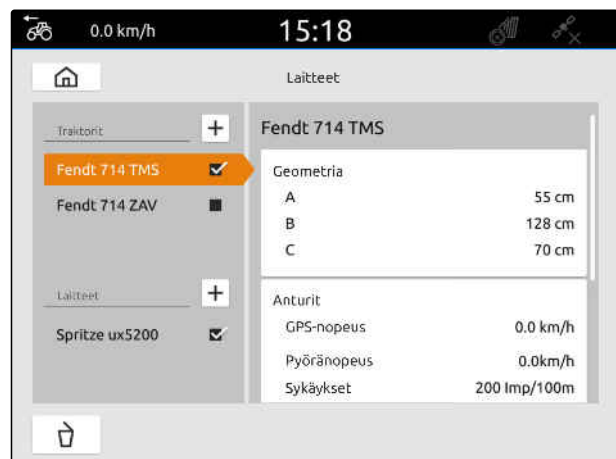 0.0 km/h 15:18
Laitteet
Traktorit
Fendt 714 TMS
Fendt 714 ZAV
Laitteet
Spritze ux5200
Fendt 714 TMS
Geometria
A 55 cm
B 128 cm
C 70 cm
Anturit
GPS-nopeus 0.0 km/h
Pyöränopeus 0.0km/h
Sykäykset 200 Imp/100m